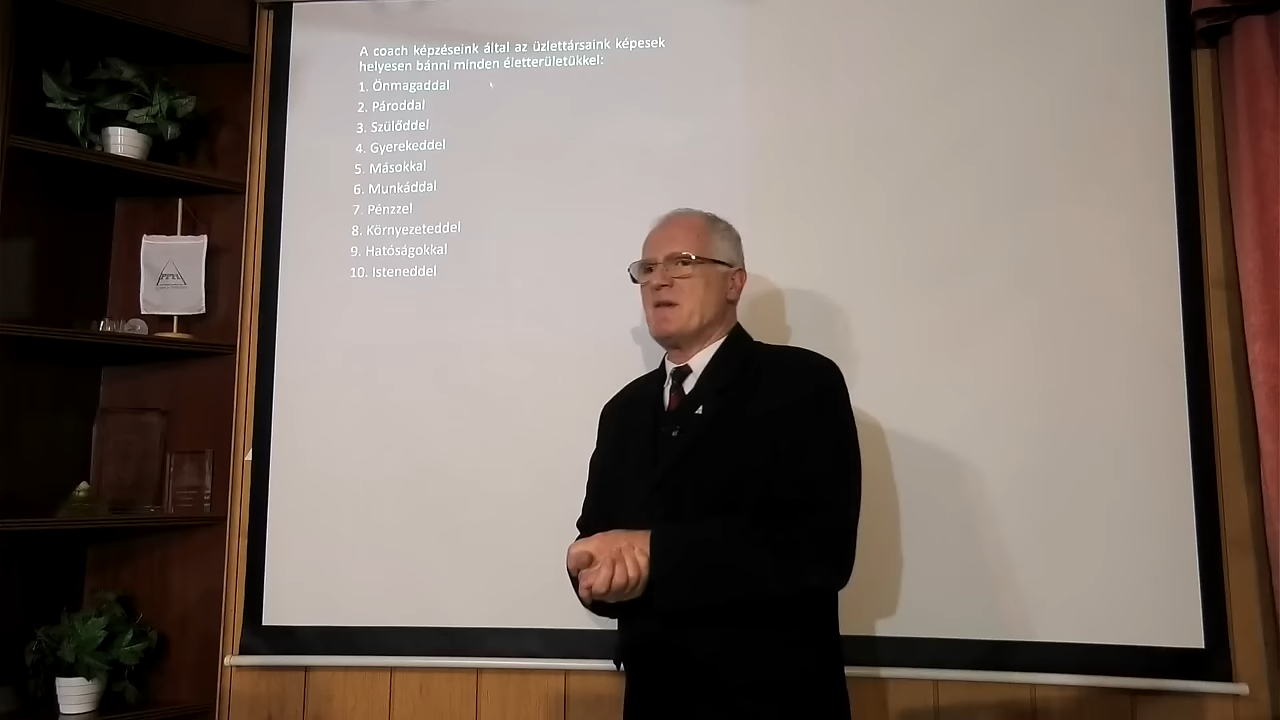 A coach képzéseink által az üzlettársaink képesek
helyesen bánni minden életterületükkel:
1. Önmagaddal
2. Pároddal
3. Szülőddel
4. Gyerekeddel
5. Másokkal
6. Munkáddal
7. Pénzzel
8. Környezeteddel
9. Hatóságokkal
10. Isteneddel